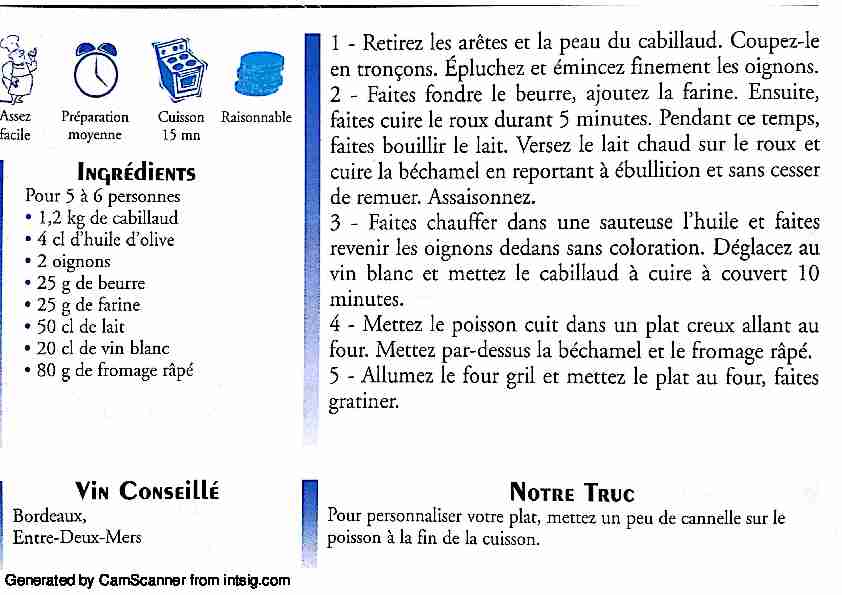 Assez
facile
Préparation
moyenne
Cuisson
15 mn
Raisonnable
Ingrédients
Pour 5 à 6 personnes
• 1,2 kg de cabillaud
• 4 cl d'huile d'olive
• 2 oignons
• 25 g de beurre
• 25 g de farine
• 50 cl de lait
• 20 cl de vin blanc
• 80 g de fromage râpé
1 - Retirez les arêtes et la peau du cabillaud. Coupez-le
en tronçons. Épluchez et émincez finement les oignons.
2 - Faites fondre le beurre, ajoutez la farine. Ensuite,
faites cuire le roux durant 5 minutes. Pendant ce temps,
faites bouillir le lait. Versez le lait chaud sur le roux et
cuire la béchamel en reportant à ébullition et sans cesser
de remuer. Assaisonnez.
3 - Faites chauffer dans une sauteuse l'huile et faites
revenir les oignons dedans sans coloration. Déglacez au
vin blanc et mettez le cabillaud à cuire à couvert 10
minutes.
4 - Mettez le poisson cuit dans un plat creux allant au
four. Mettez par-dessus la béchamel et le fromage râpé.
5 - Allumez le four gril et mettez le plat au four, faites
gratiner.
Vin Conseillé
Bordeaux,
Entre-Deux-Mers
Notre Truc
Pour personnaliser votre plat, mettez un peu de cannelle sur le
poisson à la fin de la cuisson.
Generated by CamScanner from intsig.com